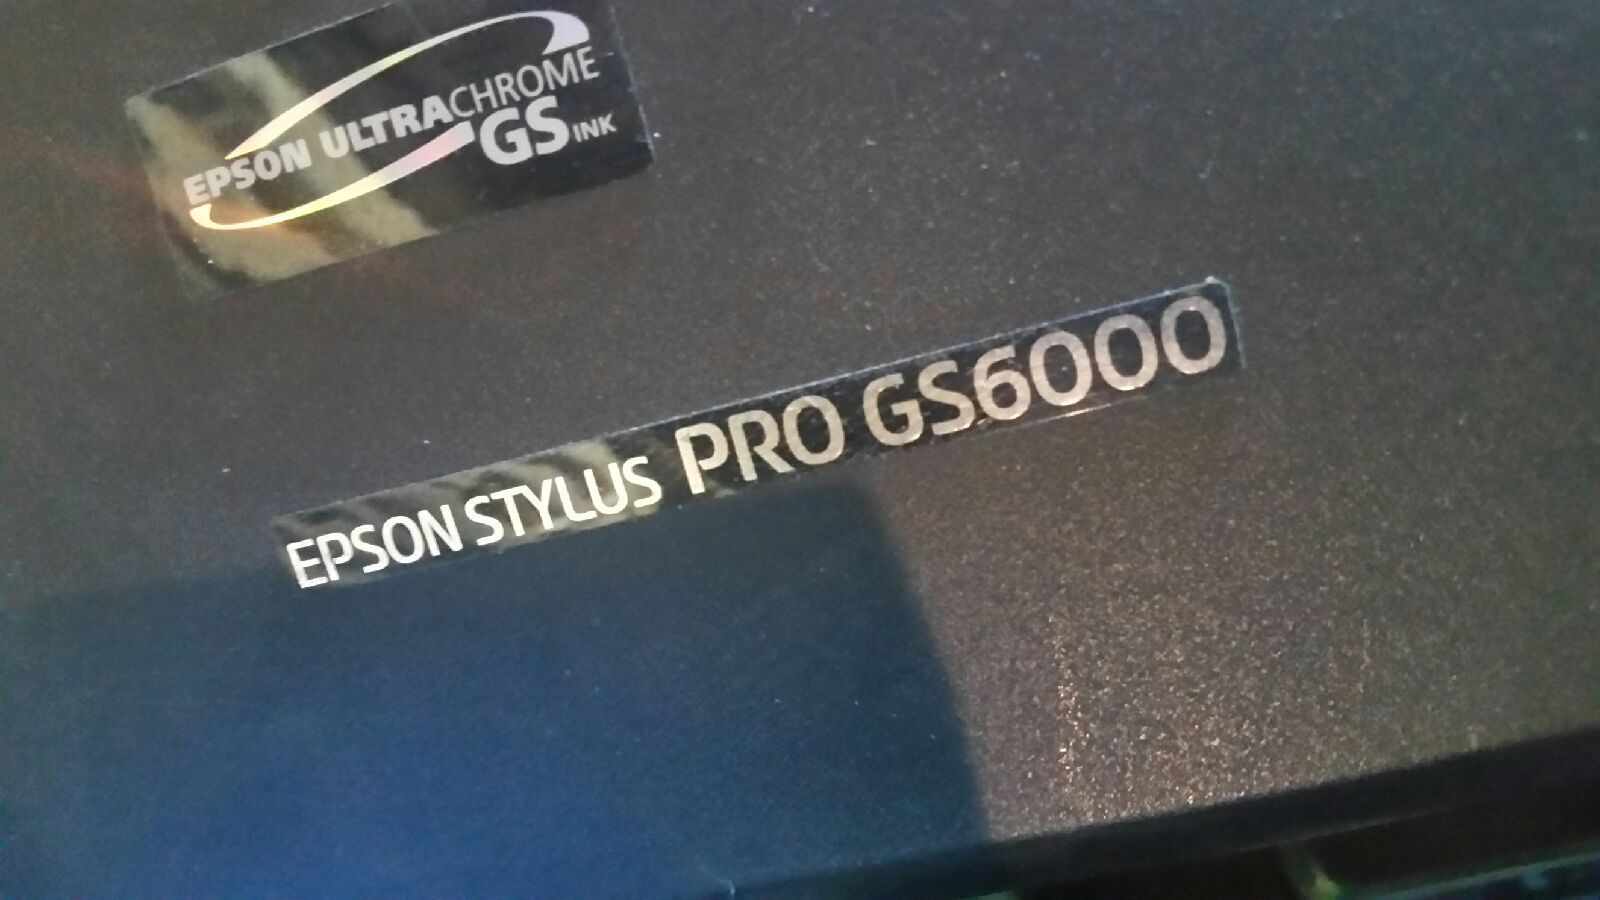 EPSON ULTRACHROME
GS INK
EPSON STYLUS PRO GS6000